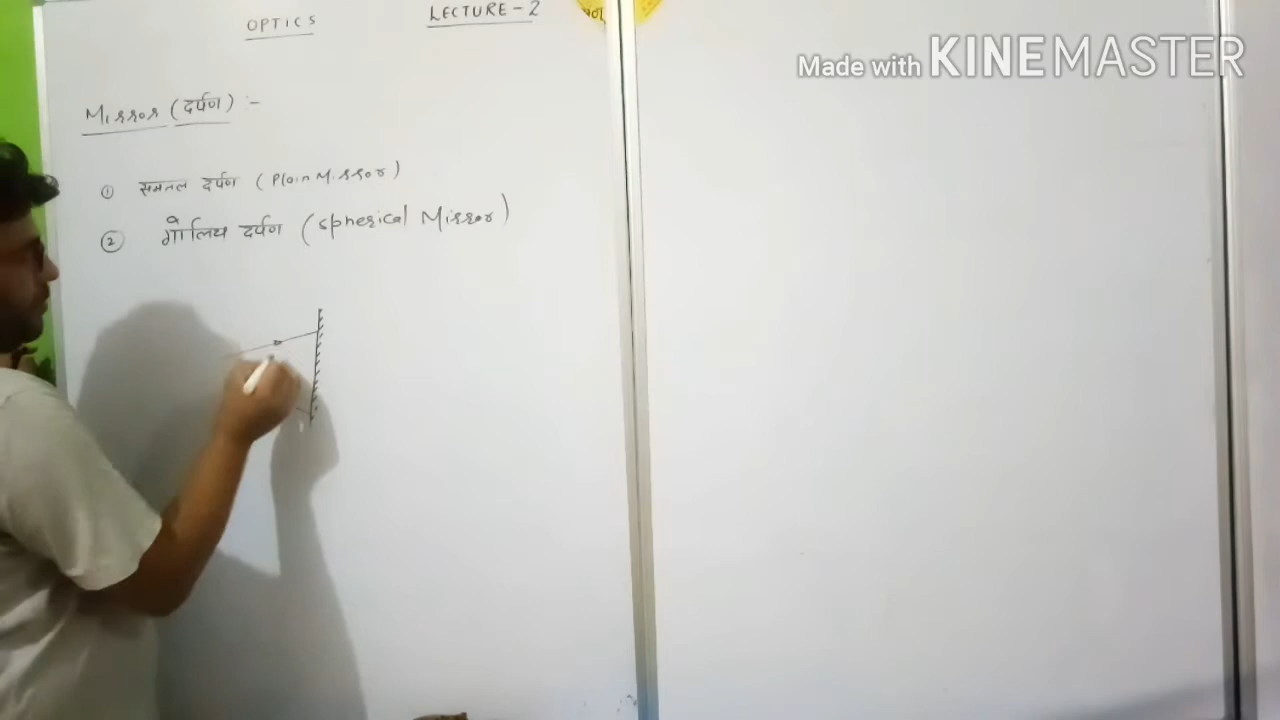 OPTICS
LECTURE - 2
Made with KINEMASTER
Mirror (दर्पण) :-
① समतल दर्पण (Plain Mirror)
② गोलिय दर्पण (Spherical Mirror)